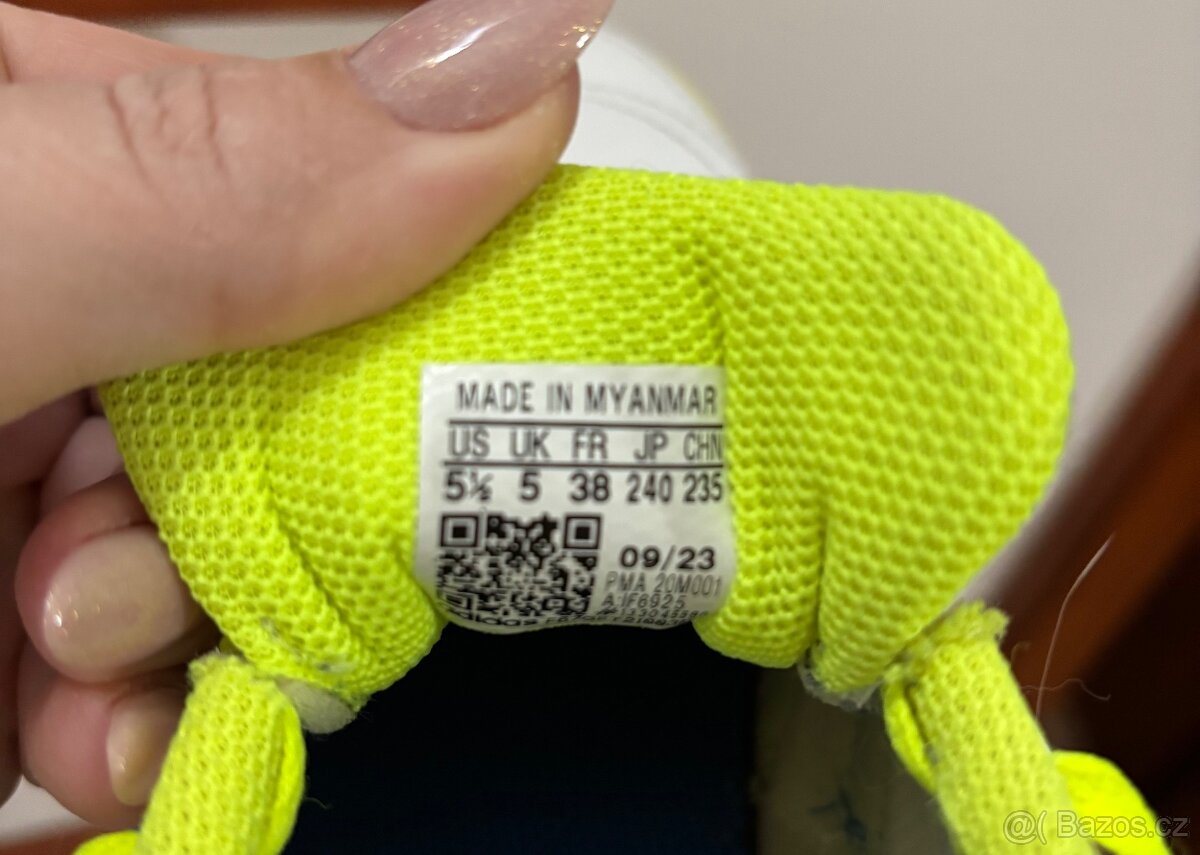 MADE IN MYANMAR
US UK FR JP CHN
5½ 5 38 240 235
09/23
PMA 20M001
A.IF6925
adidas
@( Bazos.cz